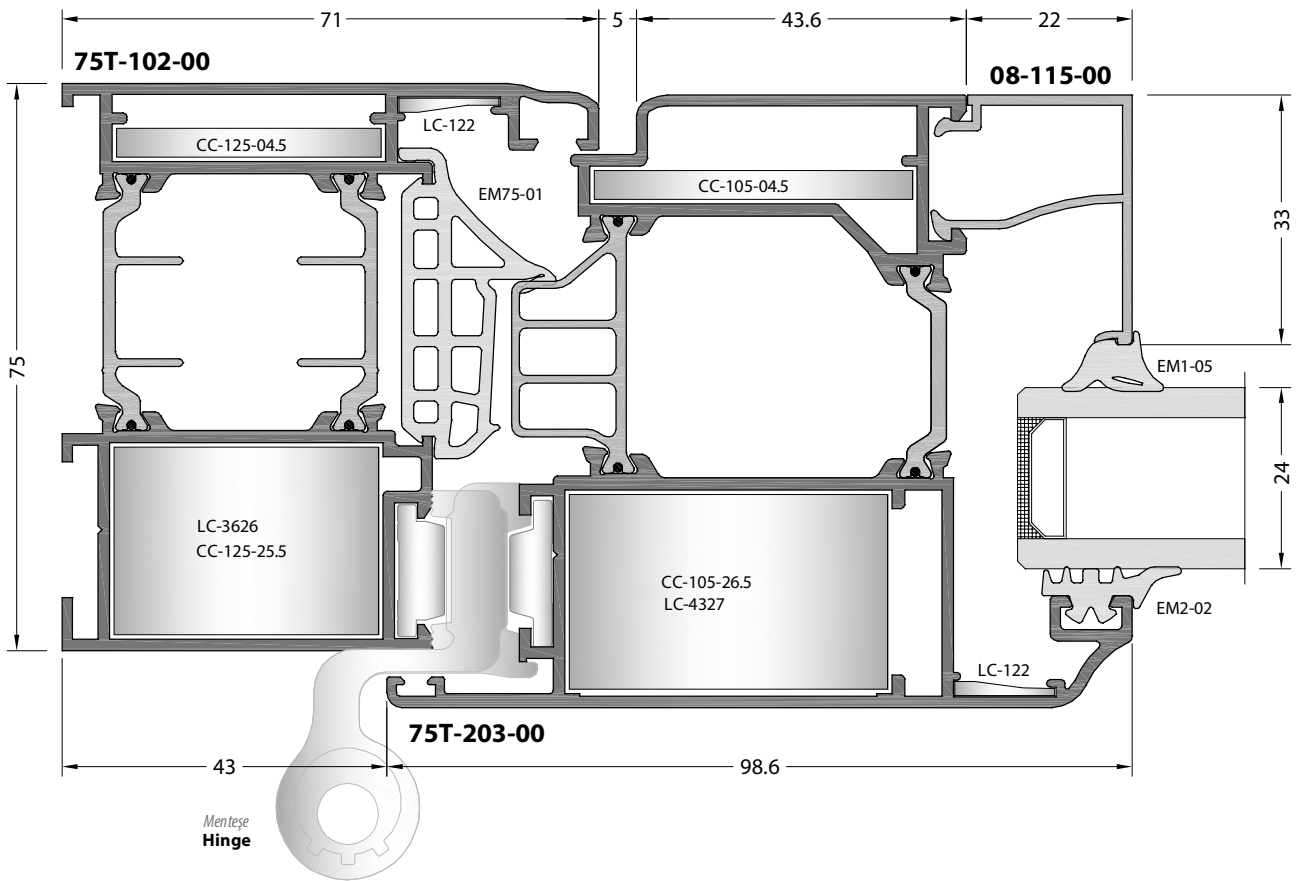 71
5
43.6
22
75T-102-00
08-115-00
LC-122
CC-125-04.5
CC-105-04.5
EM75-01
33
75
EM1-05
24
LC-3626
CC-125-25.5
CC-105-26.5
LC-4327
EM2-02
LC-122
75T-203-00
43
98.6
Menteşe
Hinge